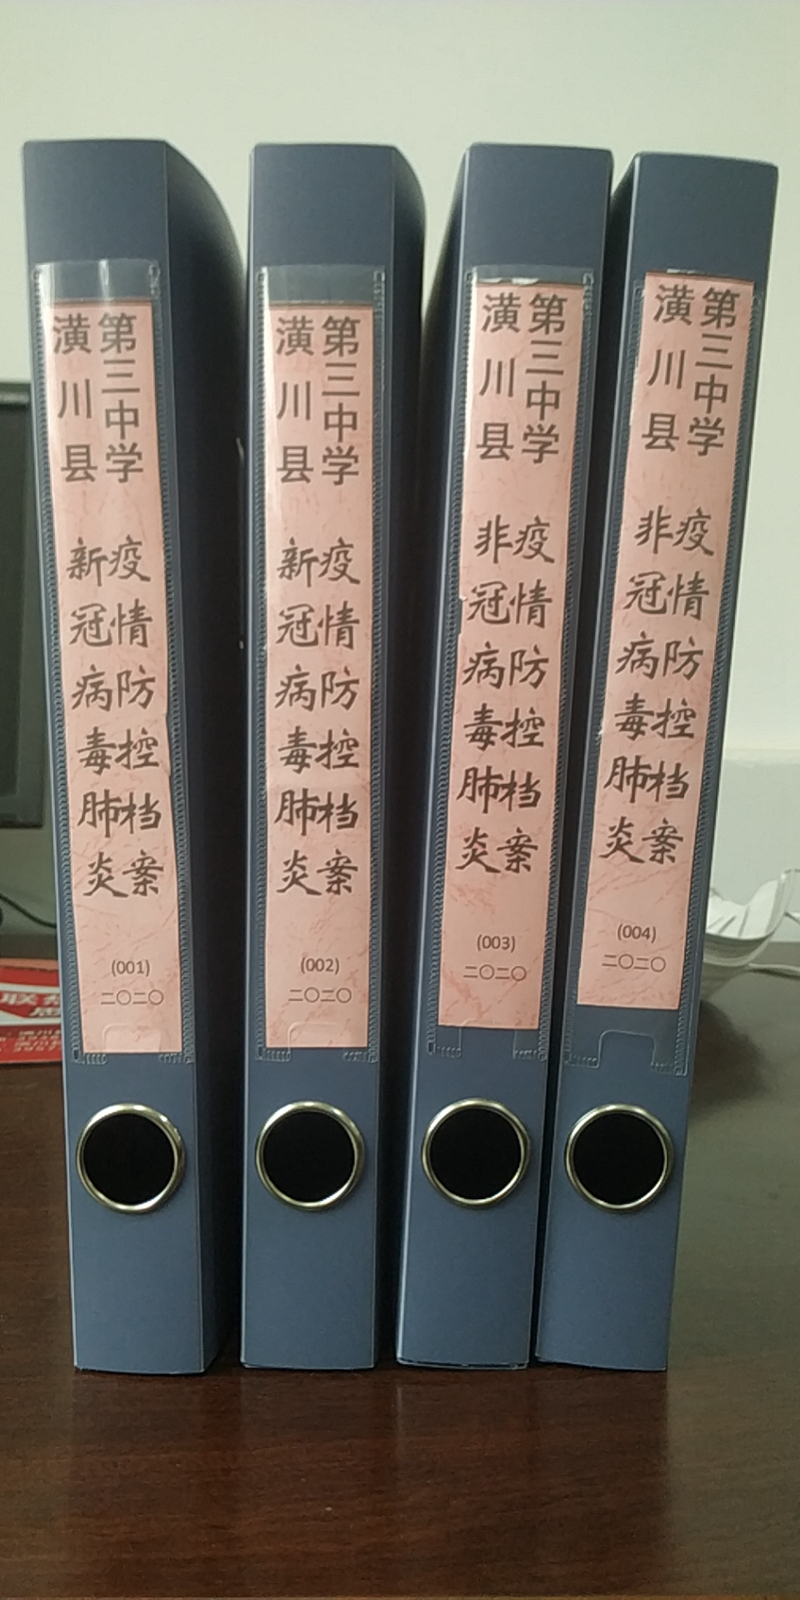 潢川县
第三中学
新冠病毒肺炎
疫情防控档案
(001)
二〇二〇
潢川县
第三中学
新冠病毒肺炎
疫情防控档案
(002)
二〇二〇
潢川县
第三中学
非冠病毒肺炎
疫情防控档案
(003)
二〇二〇
潢川县
第三中学
非冠病毒肺炎
疫情防控档案
(004)
二〇二〇